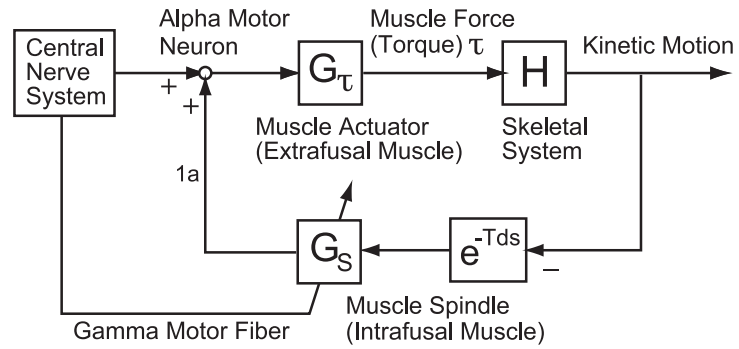 Central
Nerve
System
Alpha Motor
Neuron
+
+
Gτ
Muscle Actuator
(Extrafusal Muscle)
Muscle Force
(Torque) τ
H
Skeletal
System
Kinetic Motion
1a
GS
e-Tds
−
Muscle Spindle
(Intrafusal Muscle)
Gamma Motor Fiber